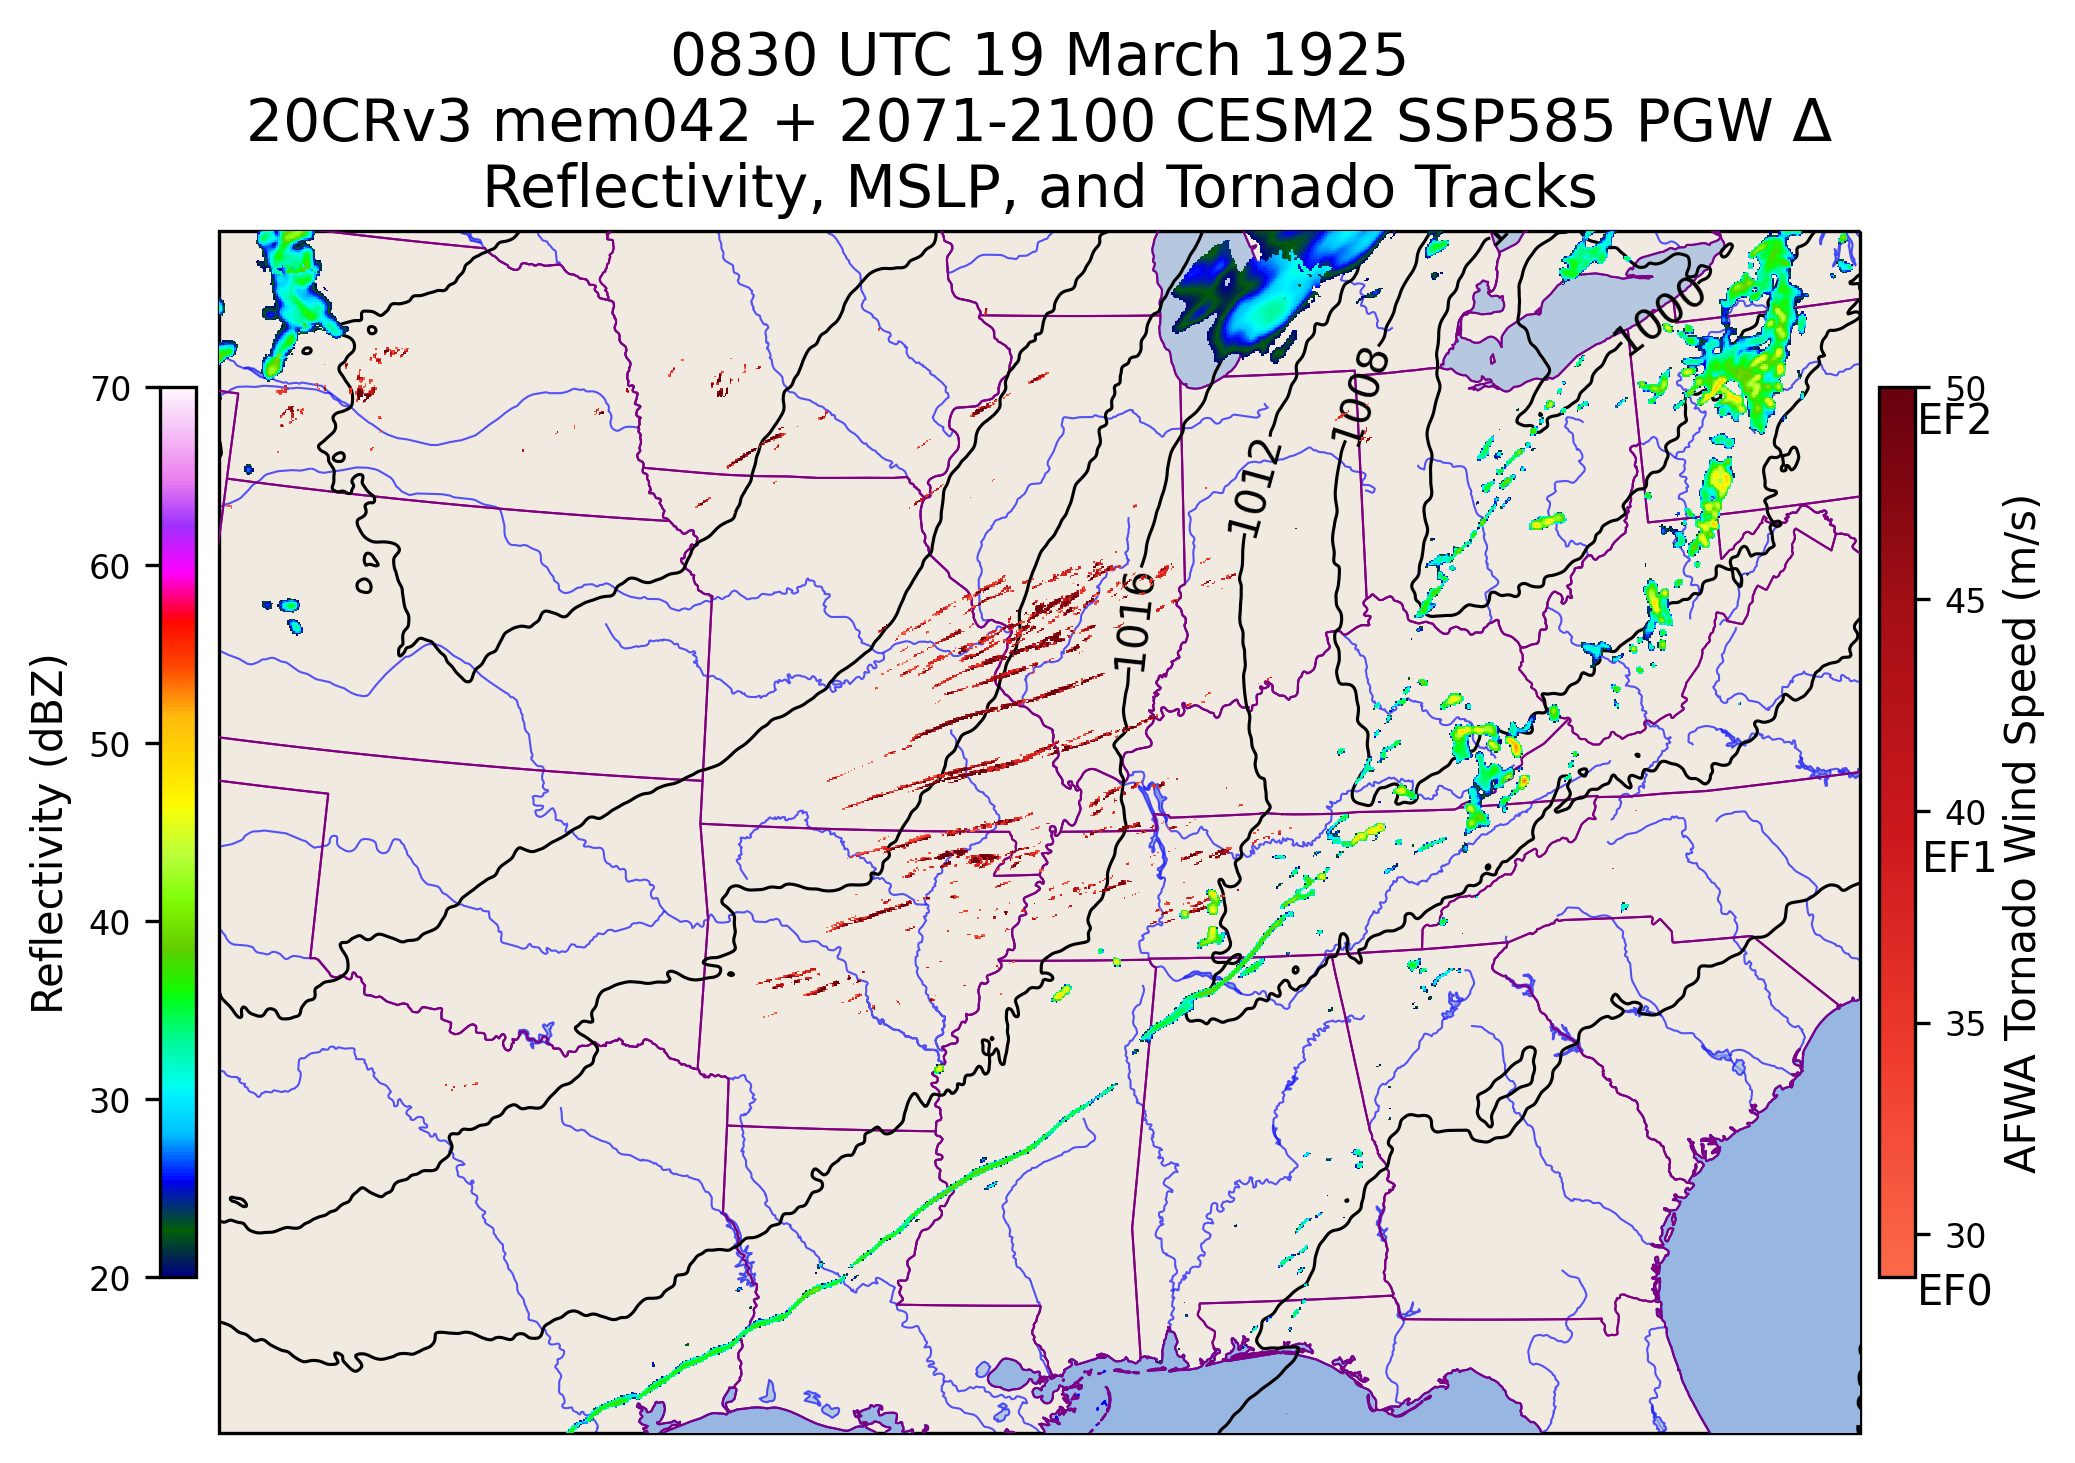 0830 UTC 19 March 1925
20CRv3 mem042 + 2071-2100 CESM2 SSP585 PGW Δ
Reflectivity, MSLP, and Tornado Tracks
70
60
50
40
30
20
Reflectivity (dBZ)
1000
1008
1012
1016
50
EF2
45
40
EF1
35
30
EF0
AFWA Tornado Wind Speed (m/s)